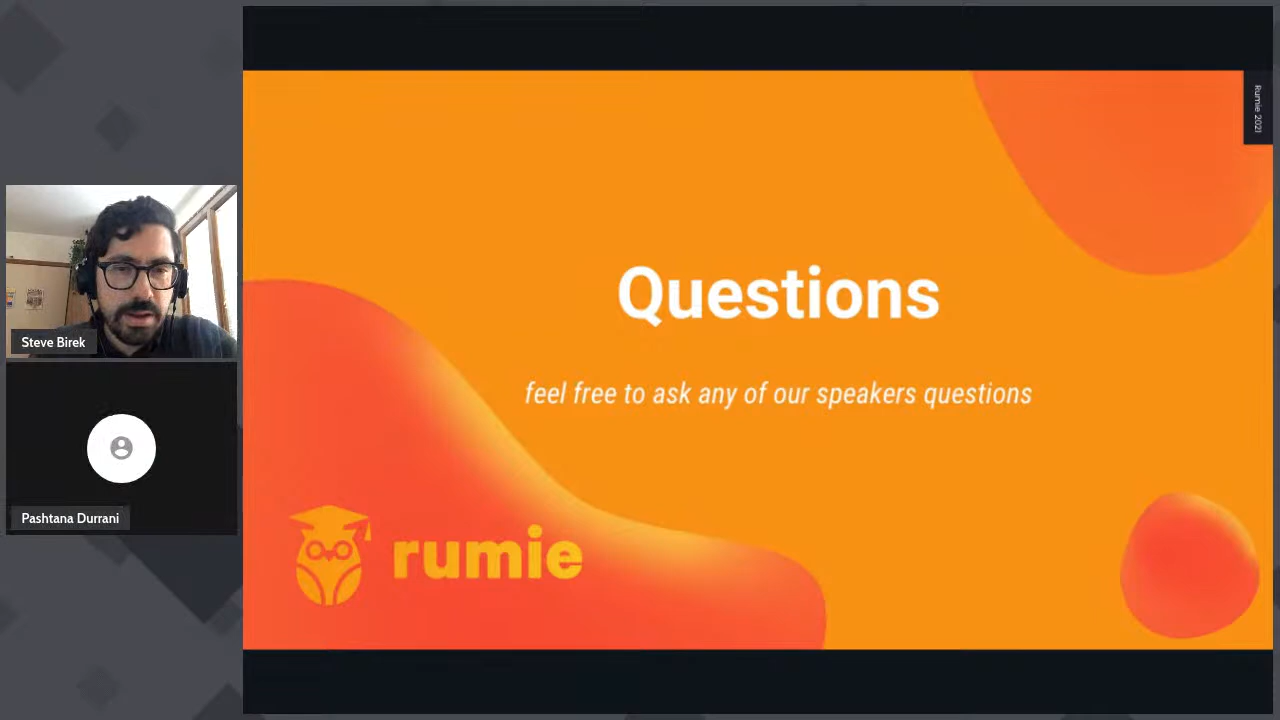 Rumie 2021
Questions
feel free to ask any of our speakers questions
rumie
Steve Birek
Pashtana Durrani